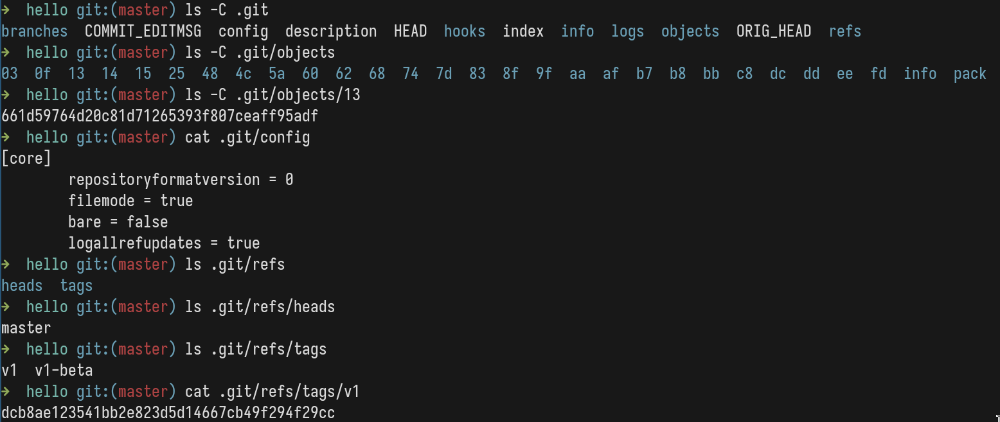 ➜  hello git:(master) ls -C .git
branches  COMMIT_EDITMSG  config  description  HEAD  hooks  index  info  logs  objects  ORIG_HEAD  refs
➜  hello git:(master) ls -C .git/objects
03  0f  13  14  15  25  48  4c  5a  60  62  68  74  7d  83  8f  9f  aa  af  b7  b8  bb  c8  dc  dd  ee  fd  info  pack
➜  hello git:(master) ls -C .git/objects/13
661d59764d20c81d71265393f807ceaff95adf
➜  hello git:(master) cat .git/config
[core]
        repositoryformatversion = 0
        filemode = true
        bare = false
        logallrefupdates = true
➜  hello git:(master) ls .git/refs
heads  tags
➜  hello git:(master) ls .git/refs/heads
master
➜  hello git:(master) ls .git/refs/tags
v1  v1-beta
➜  hello git:(master) cat .git/refs/tags/v1
dcb8ae123541bb2e823d5d14667cb49f294f29cc